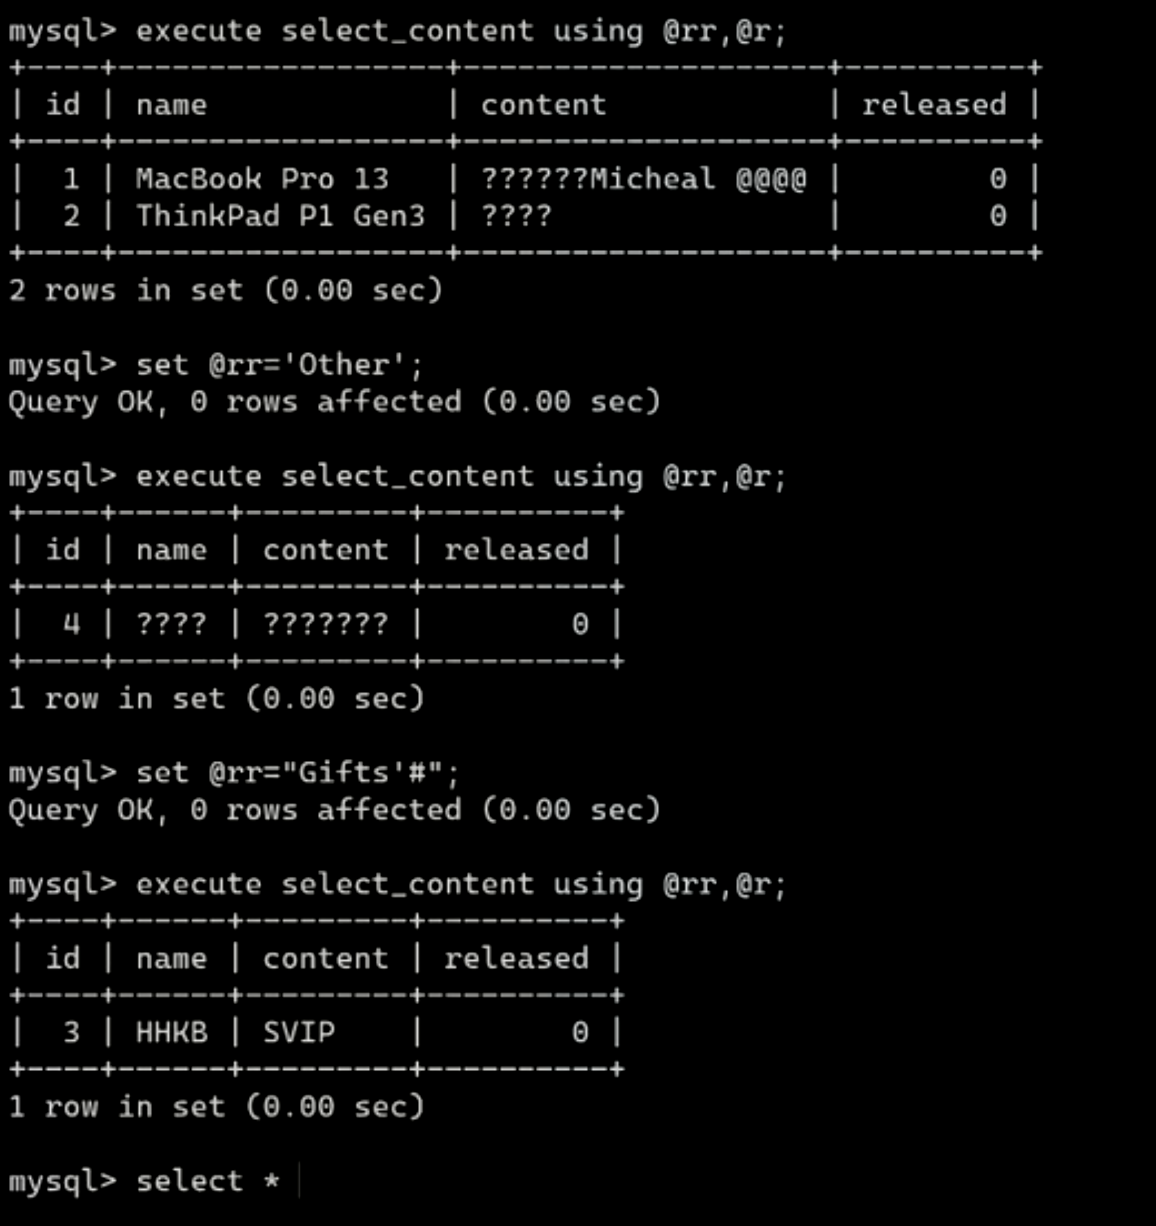 mysql> execute select_content using @rr,@r;
+----+------------------+---------------------+----------+
| id | name             | content             | released |
+----+------------------+---------------------+----------+
|  1 | MacBook Pro 13   | ??????Micheal @@@@ |        0 |
|  2 | ThinkPad P1 Gen3 | ????                |        0 |
+----+------------------+---------------------+----------+
2 rows in set (0.00 sec)
mysql> set @rr='Other';
Query OK, 0 rows affected (0.00 sec)
mysql> execute select_content using @rr,@r;
+----+------+---------+----------+
| id | name | content | released |
+----+------+---------+----------+
|  4 | ???? | ??????? |        0 |
+----+------+---------+----------+
1 row in set (0.00 sec)
mysql> set @rr="Gifts'#";
Query OK, 0 rows affected (0.00 sec)
mysql> execute select_content using @rr,@r;
+----+------+---------+----------+
| id | name | content | released |
+----+------+---------+----------+
|  3 | HHKB | SVIP    |        0 |
+----+------+---------+----------+
1 row in set (0.00 sec)
mysql> select *